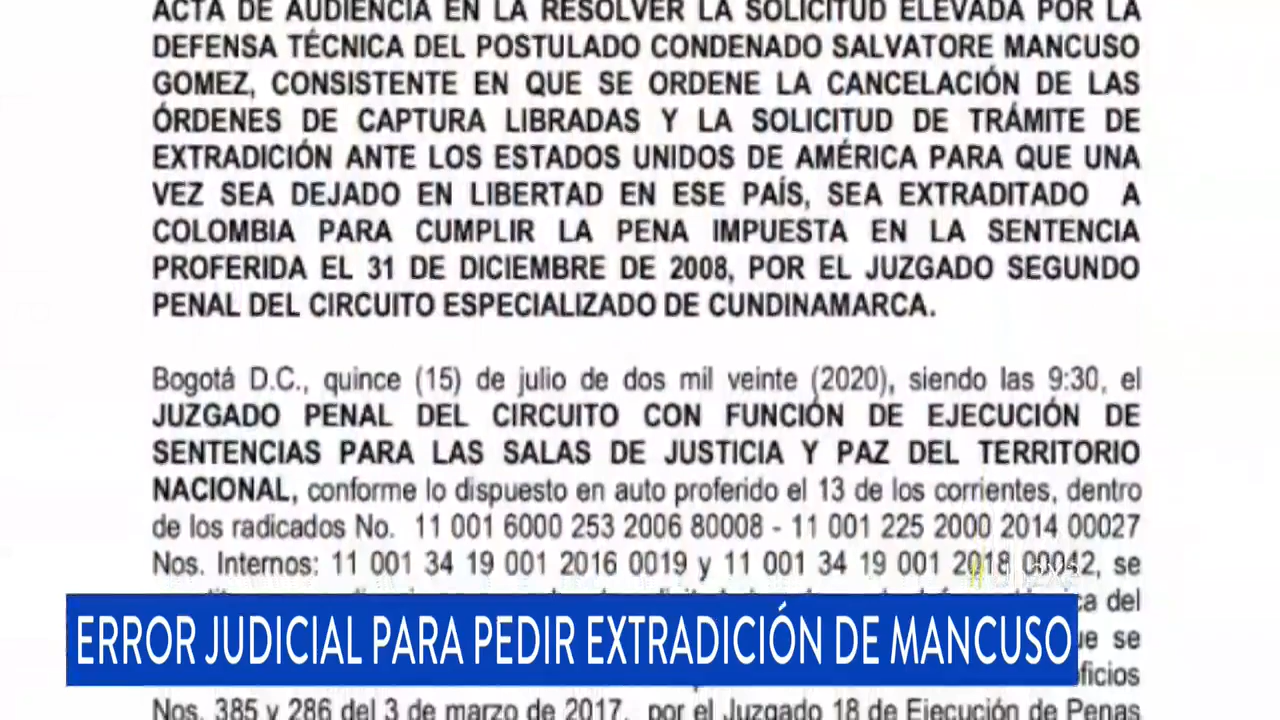 ACTA DE AUDIENCIA EN LA RESOLVER LA SOLICITUD ELEVADA POR LA
DEFENSA TÉCNICA DEL POSTULADO CONDENADO SALVATORE MANCUSO
GOMEZ, CONSISTENTE EN QUE SE ORDENE LA CANCELACIÓN DE LAS
ÓRDENES DE CAPTURA LIBRADAS Y LA SOLICITUD DE TRÁMITE DE
EXTRADICIÓN ANTE LOS ESTADOS UNIDOS DE AMÉRICA PARA QUE UNA
VEZ SEA DEJADO EN LIBERTAD EN ESE PAÍS, SEA EXTRADITADO A
COLOMBIA PARA CUMPLIR LA PENA IMPUESTA EN LA SENTENCIA
PROFERIDA EL 31 DE DICIEMBRE DE 2008, POR EL JUZGADO SEGUNDO
PENAL DEL CIRCUITO ESPECIALIZADO DE CUNDINAMARCA.
Bogotá D.C., quince (15) de julio de dos mil veinte (2020), siendo las 9:30, el
JUZGADO PENAL DEL CIRCUITO CON FUNCIÓN DE EJECUCIÓN DE
SENTENCIAS PARA LAS SALAS DE JUSTICIA Y PAZ DEL TERRITORIO
NACIONAL, conforme lo dispuesto en auto proferido el 13 de los corrientes, dentro
de los radicados No. 11 001 6000 253 2006 80008 - 11 001 225 2000 2014 00027
Nos. Internos: 11 001 34 19 001 2016 0019 y 11 001 34 19 001 2018 00042, se
del
ERROR JUDICIAL PARA PEDIR EXTRADICIÓN DE MANCUSO
se
Nos. 385 y 286 del 3 de marzo de 2017, por el Juzgado 18 de Ejecución de Penas